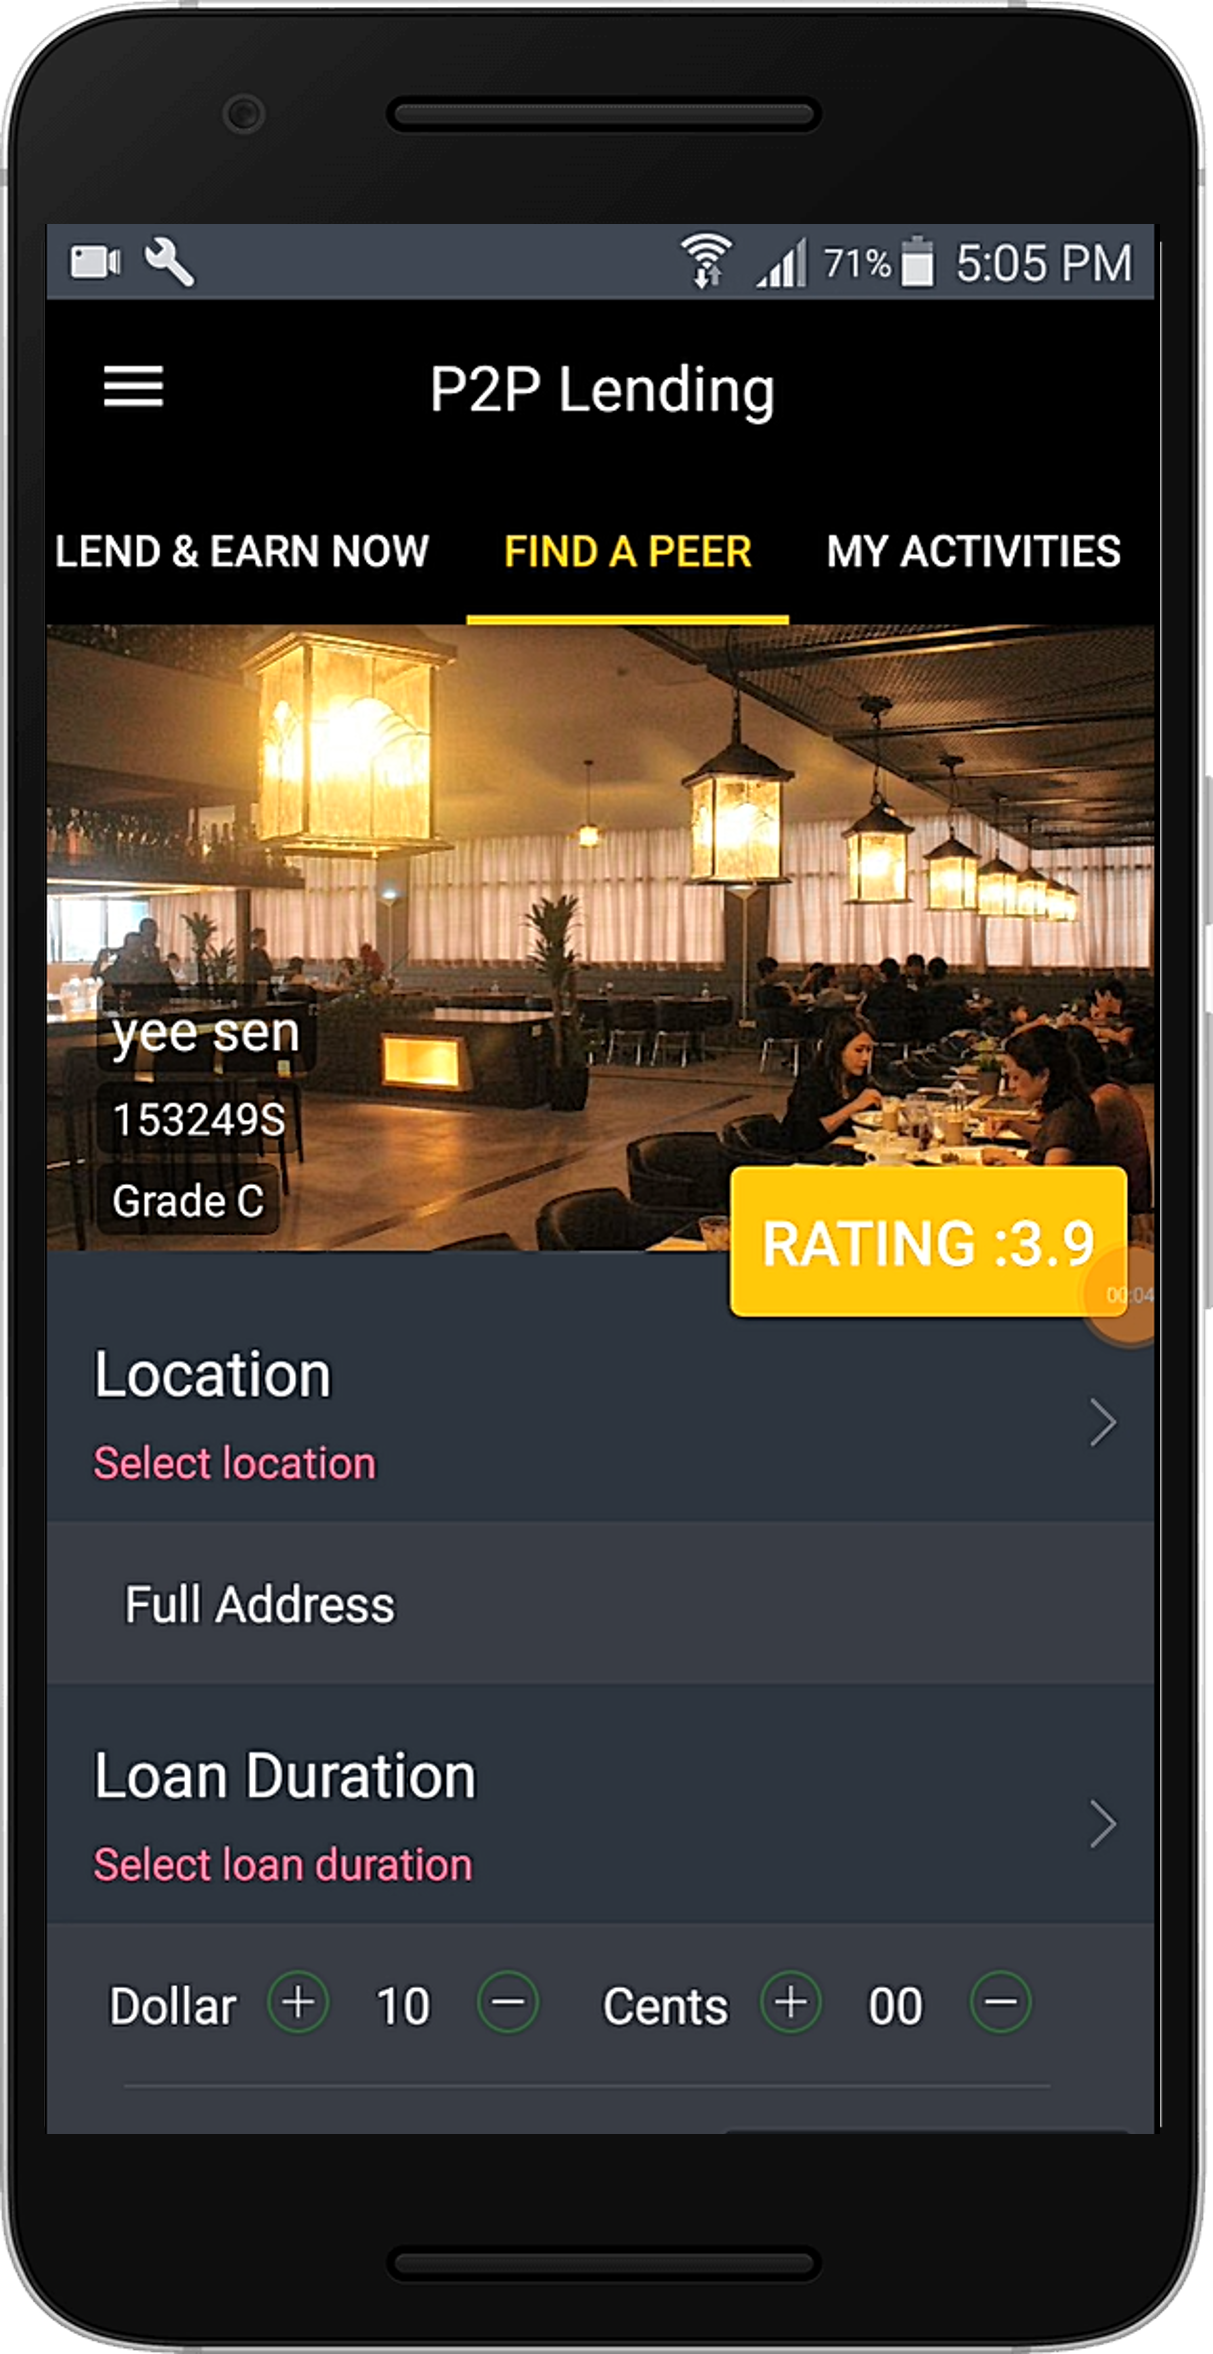 71% 5:05 PM
P2P Lending
LEND & EARN NOW FIND A PEER MY ACTIVITIES
yee sen
153249S
Grade C
RATING :3.9
00:04
Location
Select location
Full Address
Loan Duration
Select loan duration
Dollar 10 Cents 00